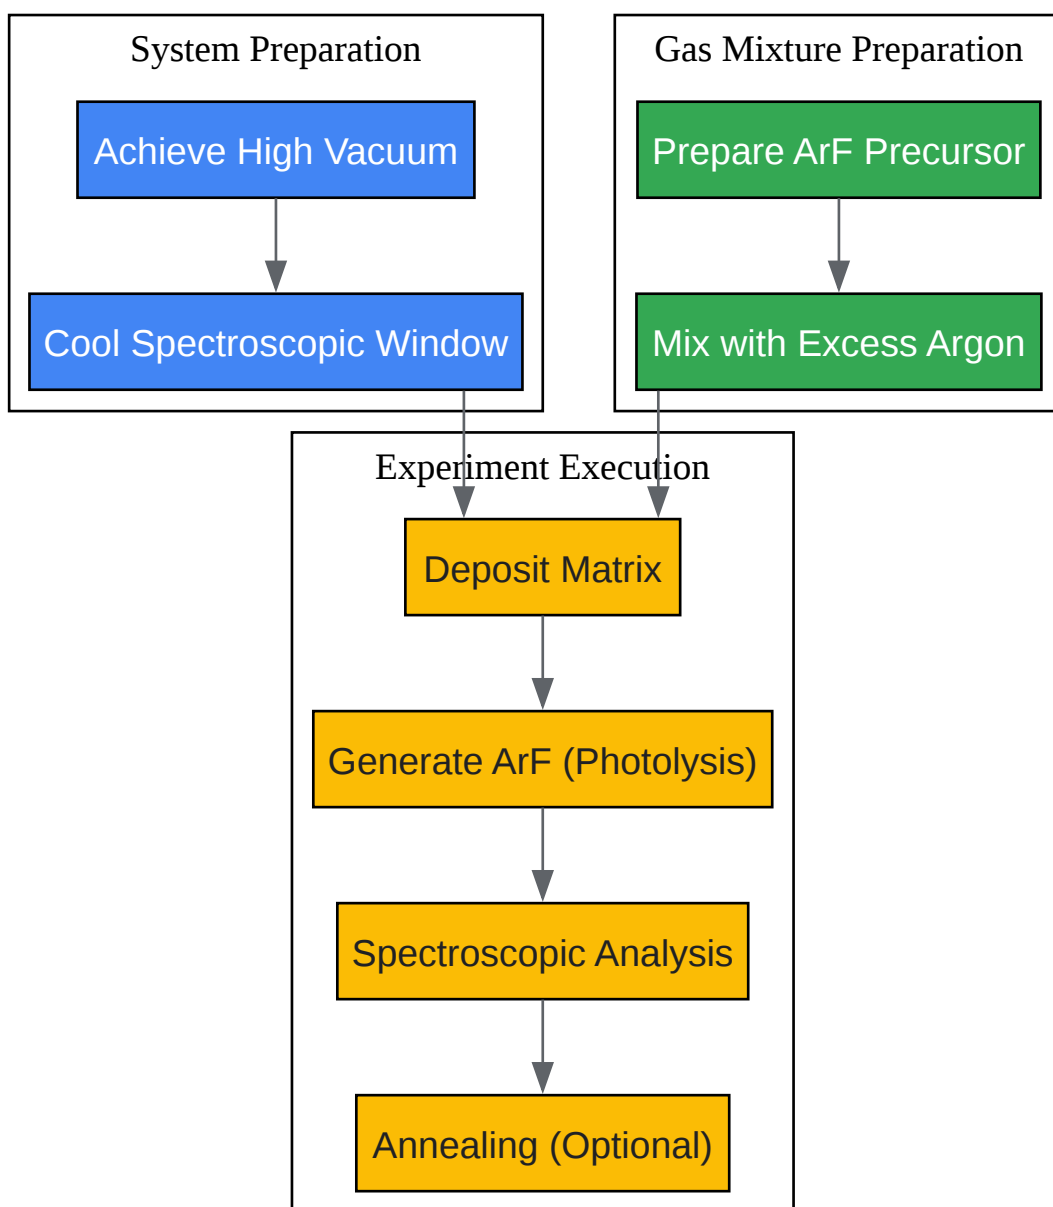 System Preparation
Achieve High Vacuum
Cool Spectroscopic Window
Gas Mixture Preparation
Prepare ArF Precursor
Mix with Excess Argon
Experiment Execution
Deposit Matrix
Generate ArF (Photolysis)
Spectroscopic Analysis
Annealing (Optional)